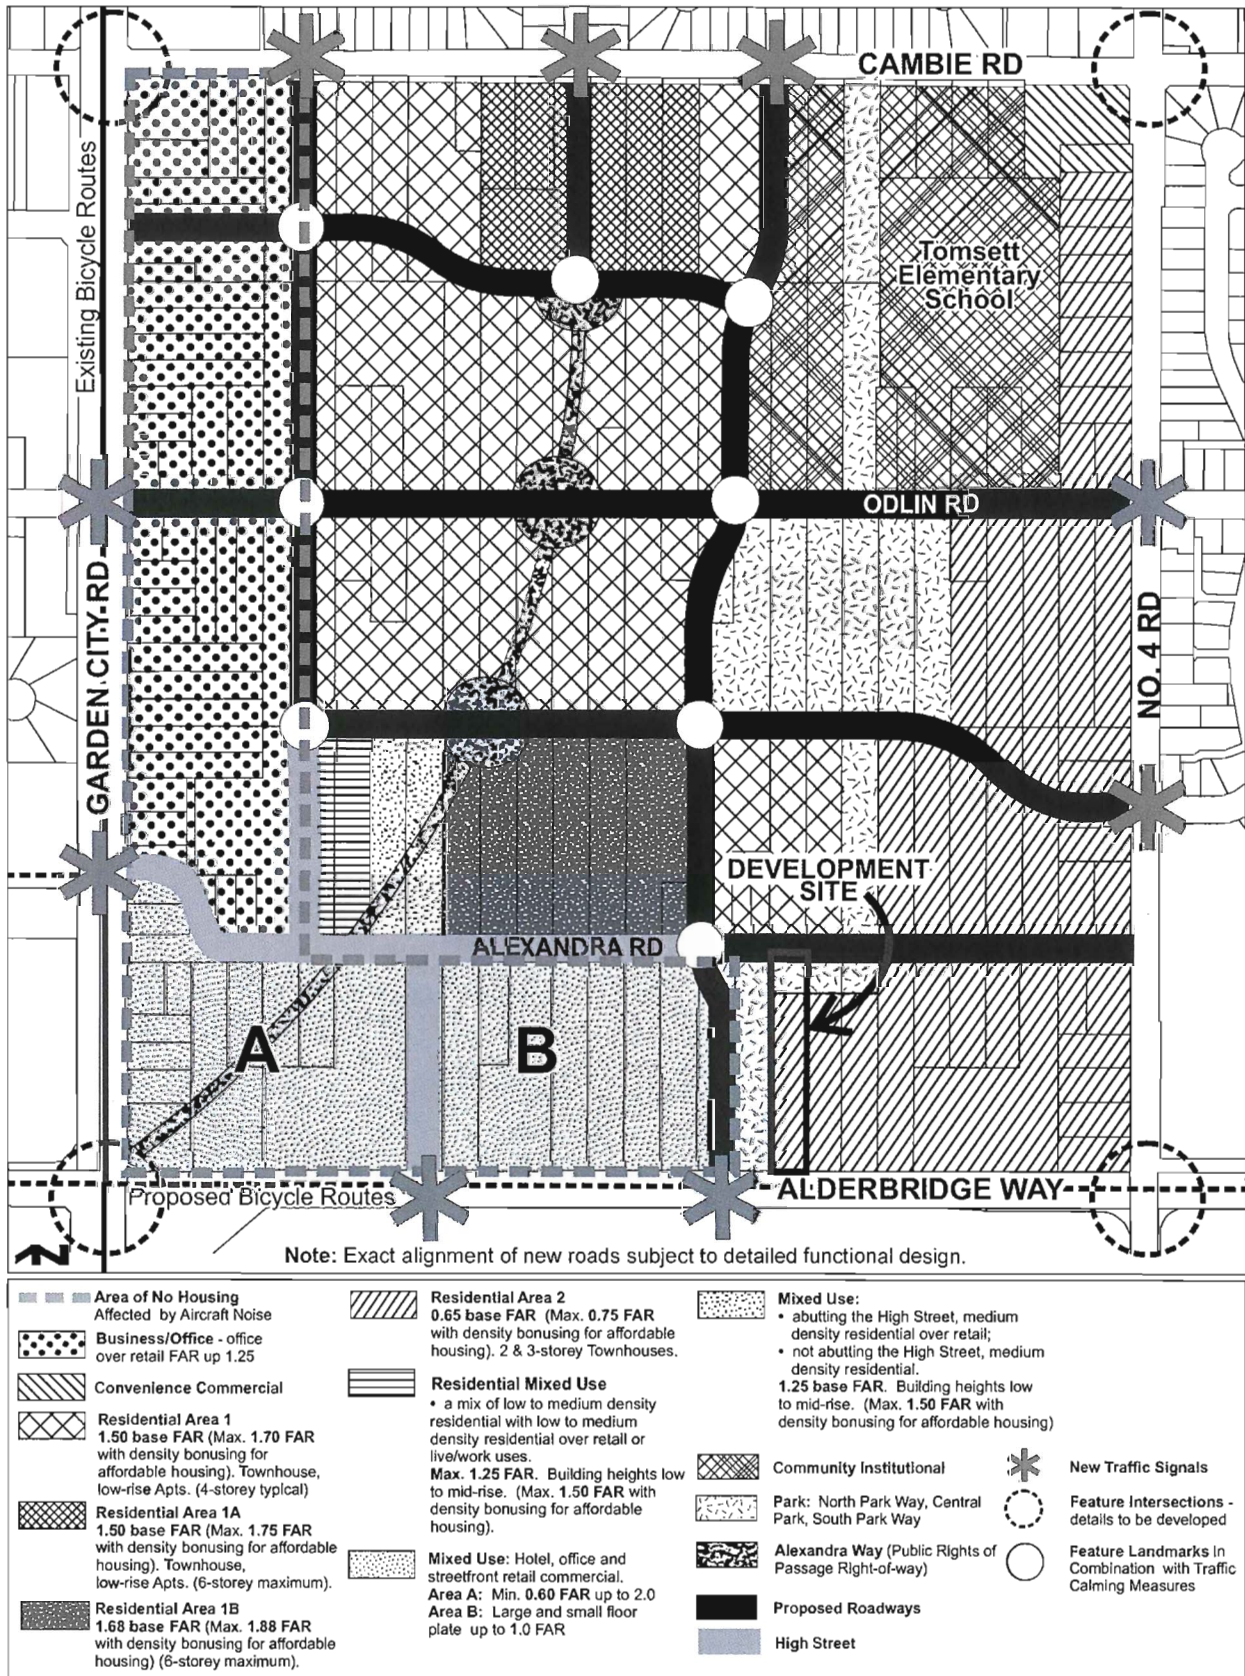 CAMBIE RD
Existing Bicycle Routes
Tomsett
Elementary
School
ODLIN RD
GARDEN CITY RD
NO. 4 RD
DEVELOPMENT
SITE
ALEXANDRA RD
A
B
Proposed Bicycle Routes
ALDERBRIDGE WAY
N
Note: Exact alignment of new roads subject to detailed functional design.
Area of No Housing
Affected by Aircraft Noise
Business/Office - office
over retail FAR up 1.25
Convenience Commercial
Residential Area 1
1.50 base FAR (Max. 1.70 FAR
with density bonusing for
affordable housing). Townhouse,
low-rise Apts. (4-storey typical)
Residential Area 1A
1.50 base FAR (Max. 1.75 FAR
with density bonusing for affordable
housing). Townhouse,
low-rise Apts. (6-storey maximum).
Residential Area 1B
1.68 base FAR (Max. 1.88 FAR
with density bonusing for affordable
housing) (6-storey maximum).
Residential Area 2
0.65 base FAR (Max. 0.75 FAR
with density bonusing for affordable
housing). 2 & 3-storey Townhouses.
Residential Mixed Use
• a mix of low to medium density
residential with low to medium
density residential over retail or
live/work uses.
Max. 1.25 FAR. Building heights low
to mid-rise. (Max. 1.50 FAR with
density bonusing for affordable
housing).
Mixed Use: Hotel, office and
streetfront retail commercial.
Area A: Min. 0.60 FAR up to 2.0
Area B: Large and small floor
plate up to 1.0 FAR
Mixed Use:
• abutting the High Street, medium
density residential over retail;
• not abutting the High Street, medium
density residential.
1.25 base FAR. Building heights low
to mid-rise. (Max. 1.50 FAR with
density bonusing for affordable housing)
Community Institutional
Park: North Park Way, Central
Park, South Park Way
Alexandra Way (Public Rights of
Passage Right-of-way)
Proposed Roadways
High Street
New Traffic Signals
Feature Intersections -
details to be developed
Feature Landmarks In
Combination with Traffic
Calming Measures